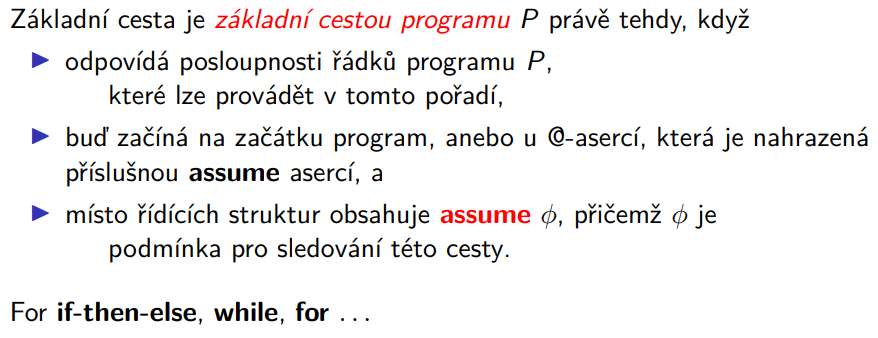 Základní cesta je základní cestou programu P právě tehdy, když
▶ odpovídá posloupnosti řádků programu P,
které lze provádět v tomto pořadí,
▶ buď začíná na začátku program, anebo u @-asercí, která je nahrazená
příslušnou assume asercí, a
▶ místo řídících struktur obsahuje assume ϕ, přičemž ϕ je
podmínka pro sledování této cesty.
For if-then-else, while, for . . .